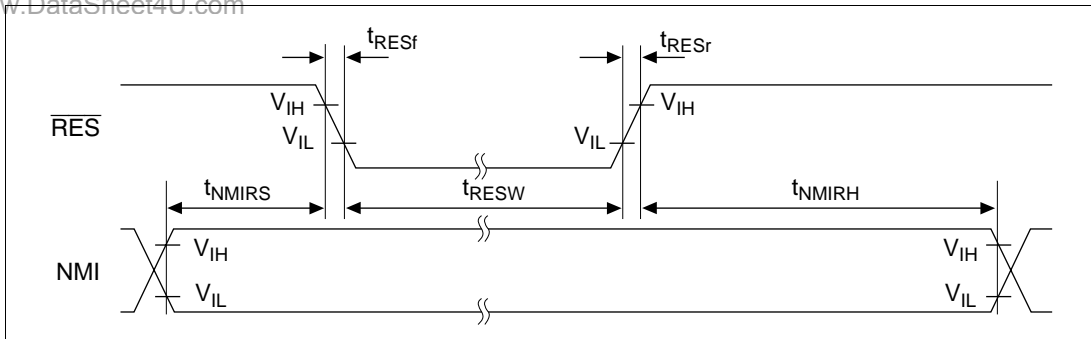 w.DataSheet4U.com
tRESf
tRESr
VIH
VIH
RES
VIL
VIL
tNMIRS
tRESW
tNMIRH
VIH
VIH
NMI
VIL
VIL